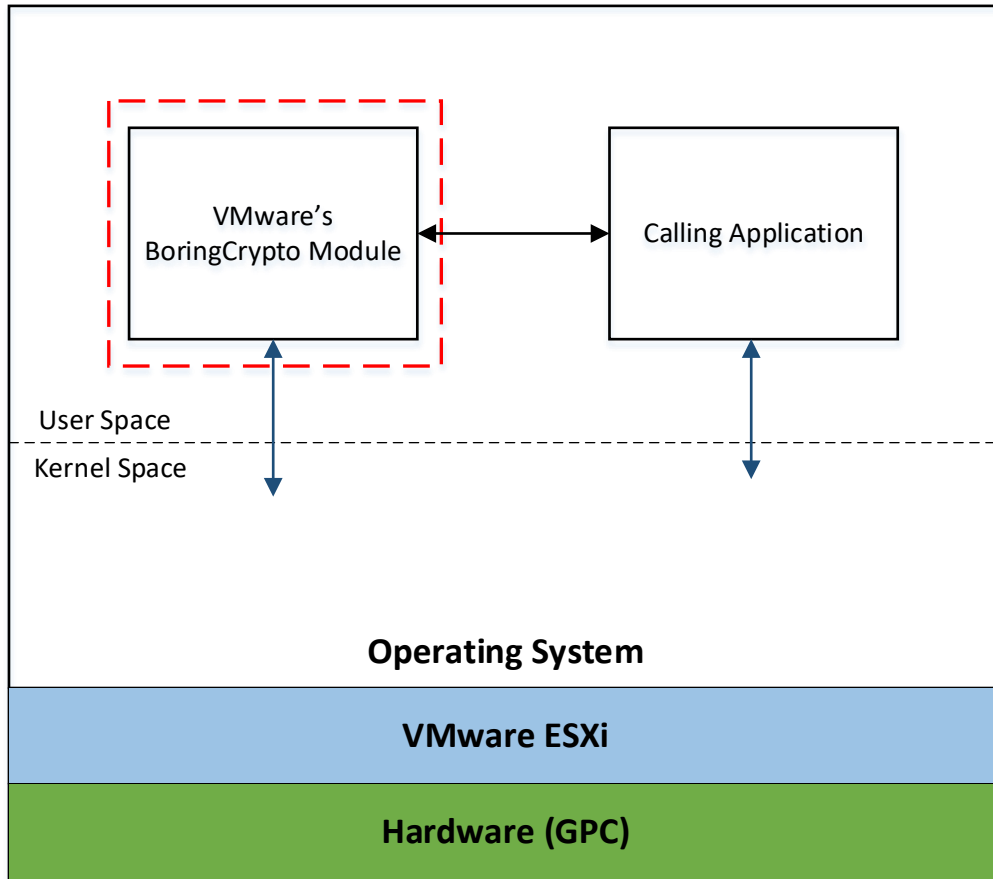 VMware’s
BoringCrypto Module
Calling Application
User Space
Kernel Space
Operating System
VMware ESXi
Hardware (GPC)